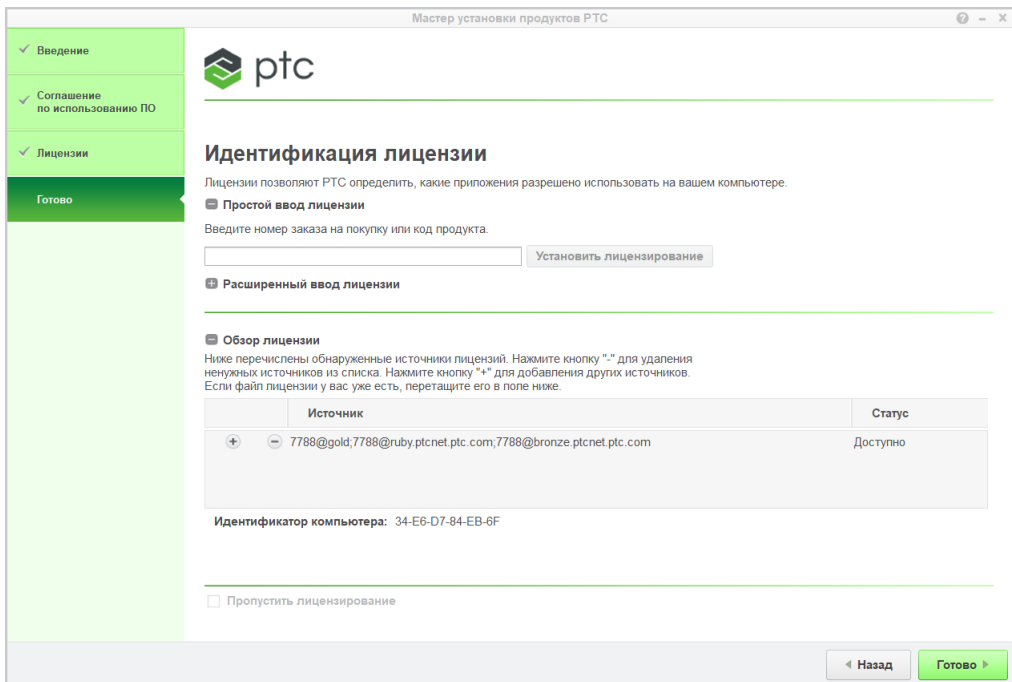 Мастер установки продуктов PTC
Введение
Соглашение
по использованию ПО
Лицензии
Готово
ptc
Идентификация лицензии
Лицензии позволяют PTC определить, какие приложения разрешено использовать на вашем компьютере.
Простой ввод лицензии
Введите номер заказа на покупку или код продукта.
Установить лицензирование
Расширенный ввод лицензии
Обзор лицензии
Ниже перечислены обнаруженные источники лицензий. Нажмите кнопку "-" для удаления
ненужных источников из списка. Нажмите кнопку "+" для добавления других источников.
Если файл лицензии у вас уже есть, перетащите его в поле ниже.
Источник Статус
7788@gold;7788@ruby.ptcnet.ptc.com;7788@bronze.ptcnet.ptc.com Доступно
Идентификатор компьютера: 34-E6-D7-84-EB-6F
Пропустить лицензирование
Назад Готово